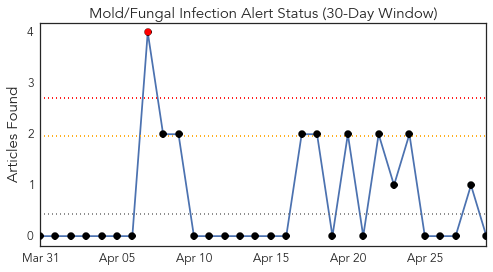 Mold/Fungal Infection Alert Status (30-Day Window)
Articles Found
4
3
2
1
0
Mar 31 Apr 05 Apr 10 Apr 15 Apr 20 Apr 25